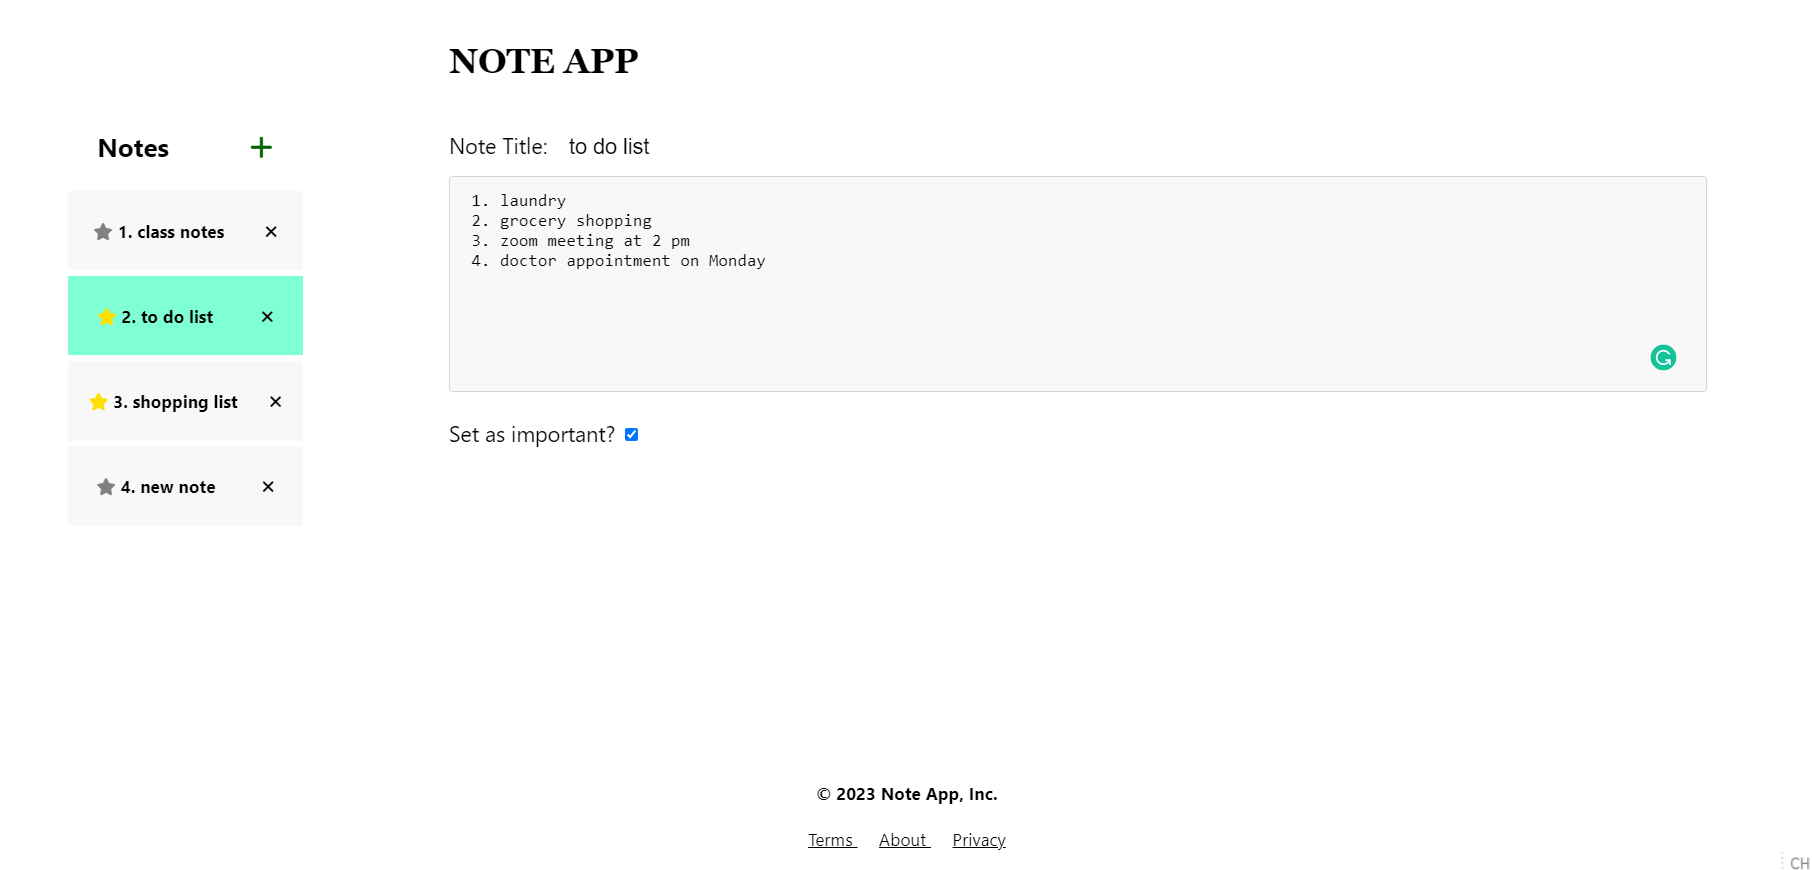 NOTE APP
Notes
1. class notes
2. to do list
3. shopping list
4. new note
Note Title: to do list
1. laundry
2. grocery shopping
3. zoom meeting at 2 pm
4. doctor appointment on Monday
Set as important?
© 2023 Note App, Inc.
Terms About Privacy
CH